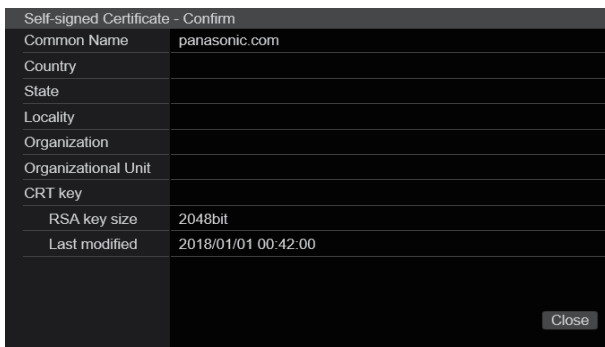 Self-signed Certificate - Confirm
Common Name panasonic.com
Country
State
Locality
Organization
Organizational Unit
CRT key
RSA key size 2048bit
Last modified 2018/01/01 00:42:00
Close